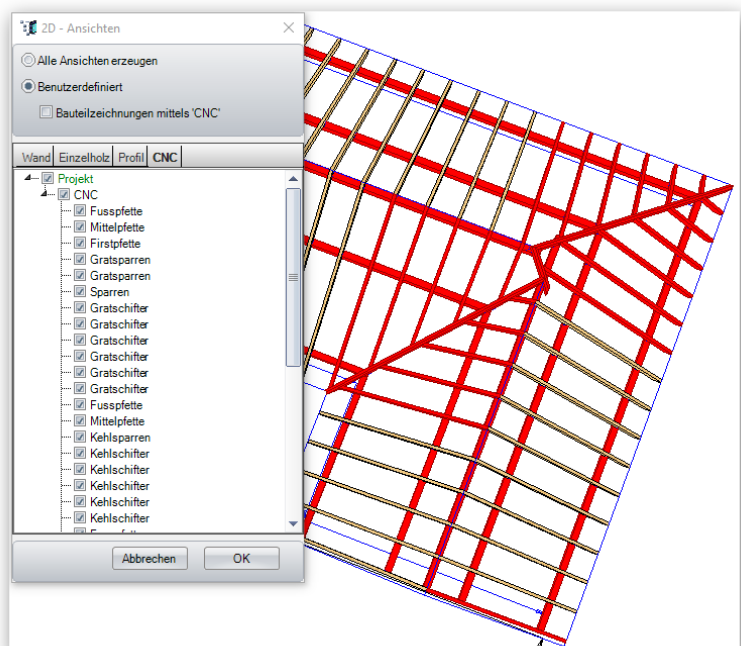 2D - Ansichten
Alle Ansichten erzeugen
Benutzerdefiniert
Bauteilzeichnungen mittels 'CNC'
Wand Einzelholz Profil CNC
Projekt
CNC
Fusspfette
Mittelpfette
Firstpfette
Gratsparren
Gratsparren
Sparren
Gratschifter
Gratschifter
Gratschifter
Gratschifter
Gratschifter
Gratschifter
Fusspfette
Mittelpfette
Kehlsparren
Kehlschifter
Kehlschifter
Kehlschifter
Kehlschifter
Kehlschifter
Abbrechen OK